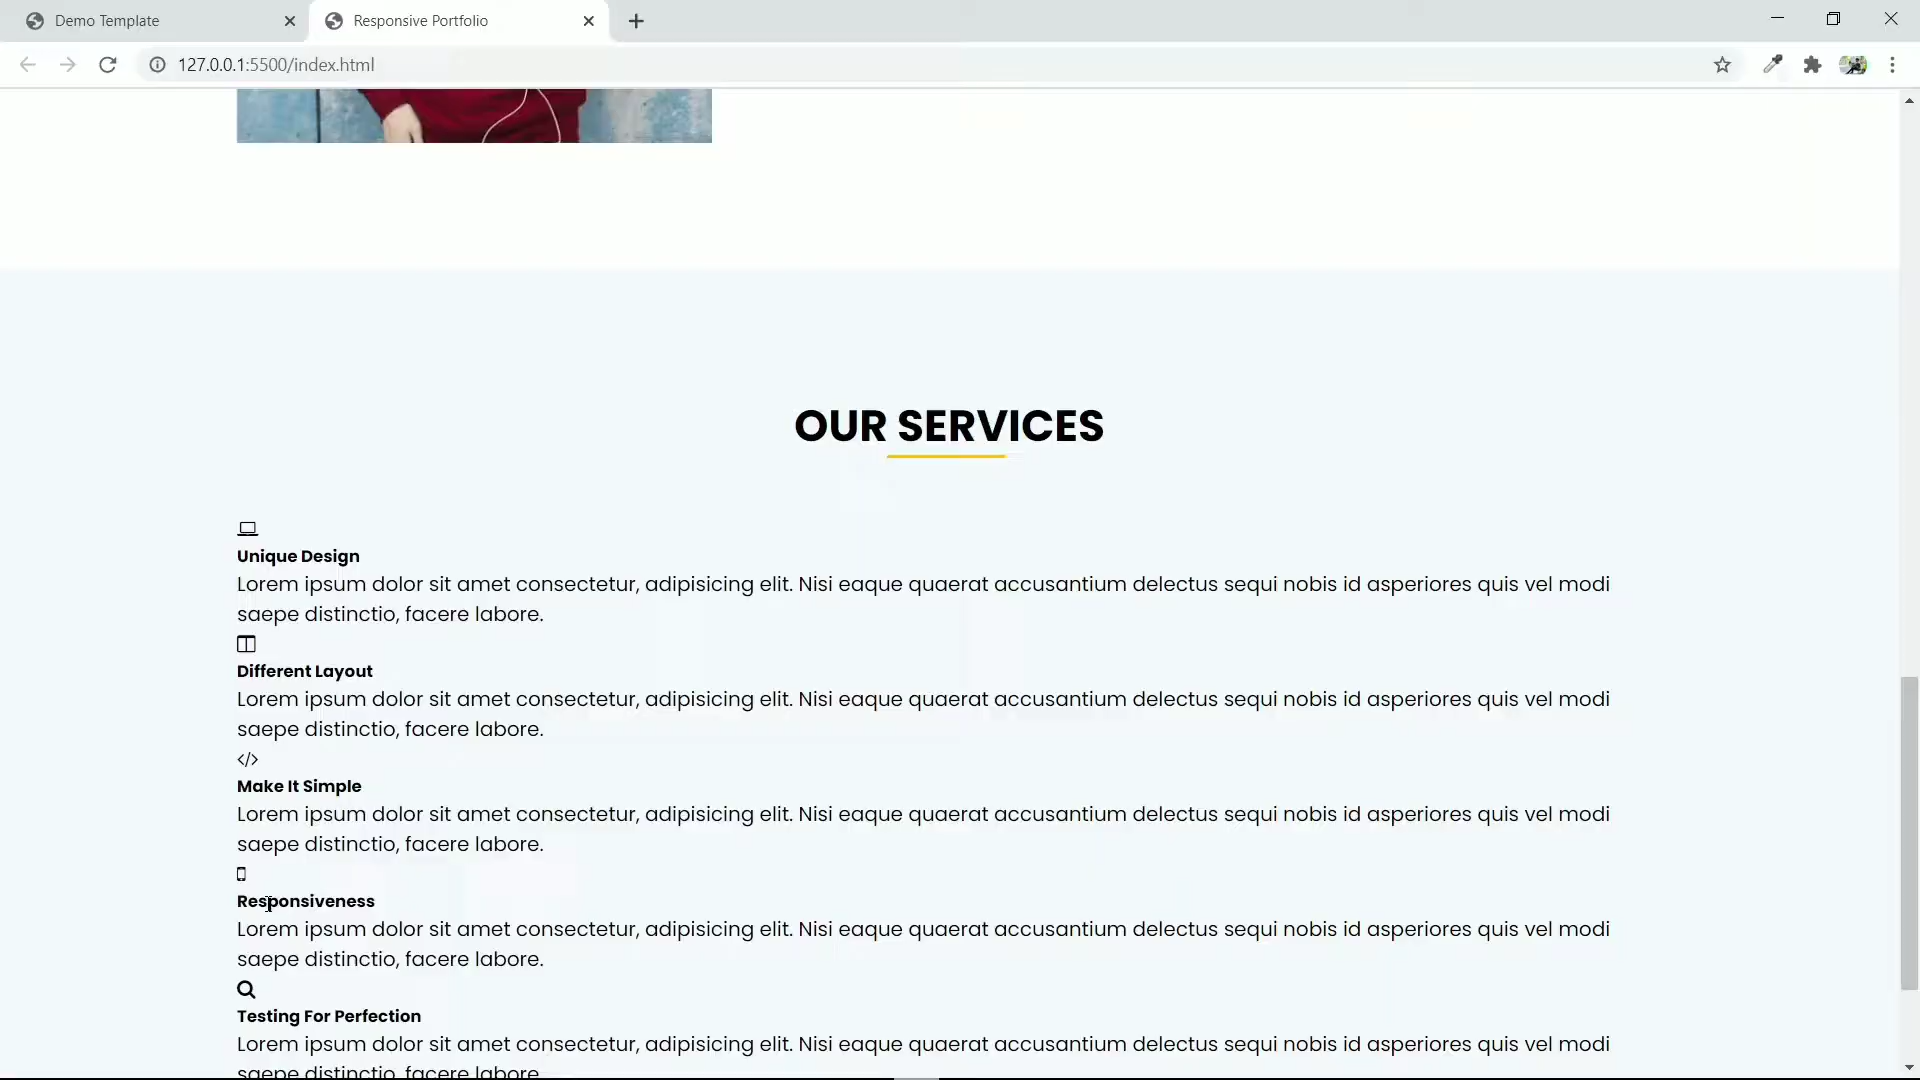 Demo Template
Responsive Portfolio
127.0.0.1:5500/index.html
OUR SERVICES
Unique Design
Lorem ipsum dolor sit amet consectetur, adipisicing elit. Nisi eaque quaerat accusantium delectus sequi nobis id asperiores quis vel modi
saepe distinctio, facere labore.
Different Layout
Lorem ipsum dolor sit amet consectetur, adipisicing elit. Nisi eaque quaerat accusantium delectus sequi nobis id asperiores quis vel modi
saepe distinctio, facere labore.
Make It Simple
Lorem ipsum dolor sit amet consectetur, adipisicing elit. Nisi eaque quaerat accusantium delectus sequi nobis id asperiores quis vel modi
saepe distinctio, facere labore.
Responsiveness
Lorem ipsum dolor sit amet consectetur, adipisicing elit. Nisi eaque quaerat accusantium delectus sequi nobis id asperiores quis vel modi
saepe distinctio, facere labore.
Testing For Perfection
Lorem ipsum dolor sit amet consectetur, adipisicing elit. Nisi eaque quaerat accusantium delectus sequi nobis id asperiores quis vel modi
saepe distinctio, facere labore.